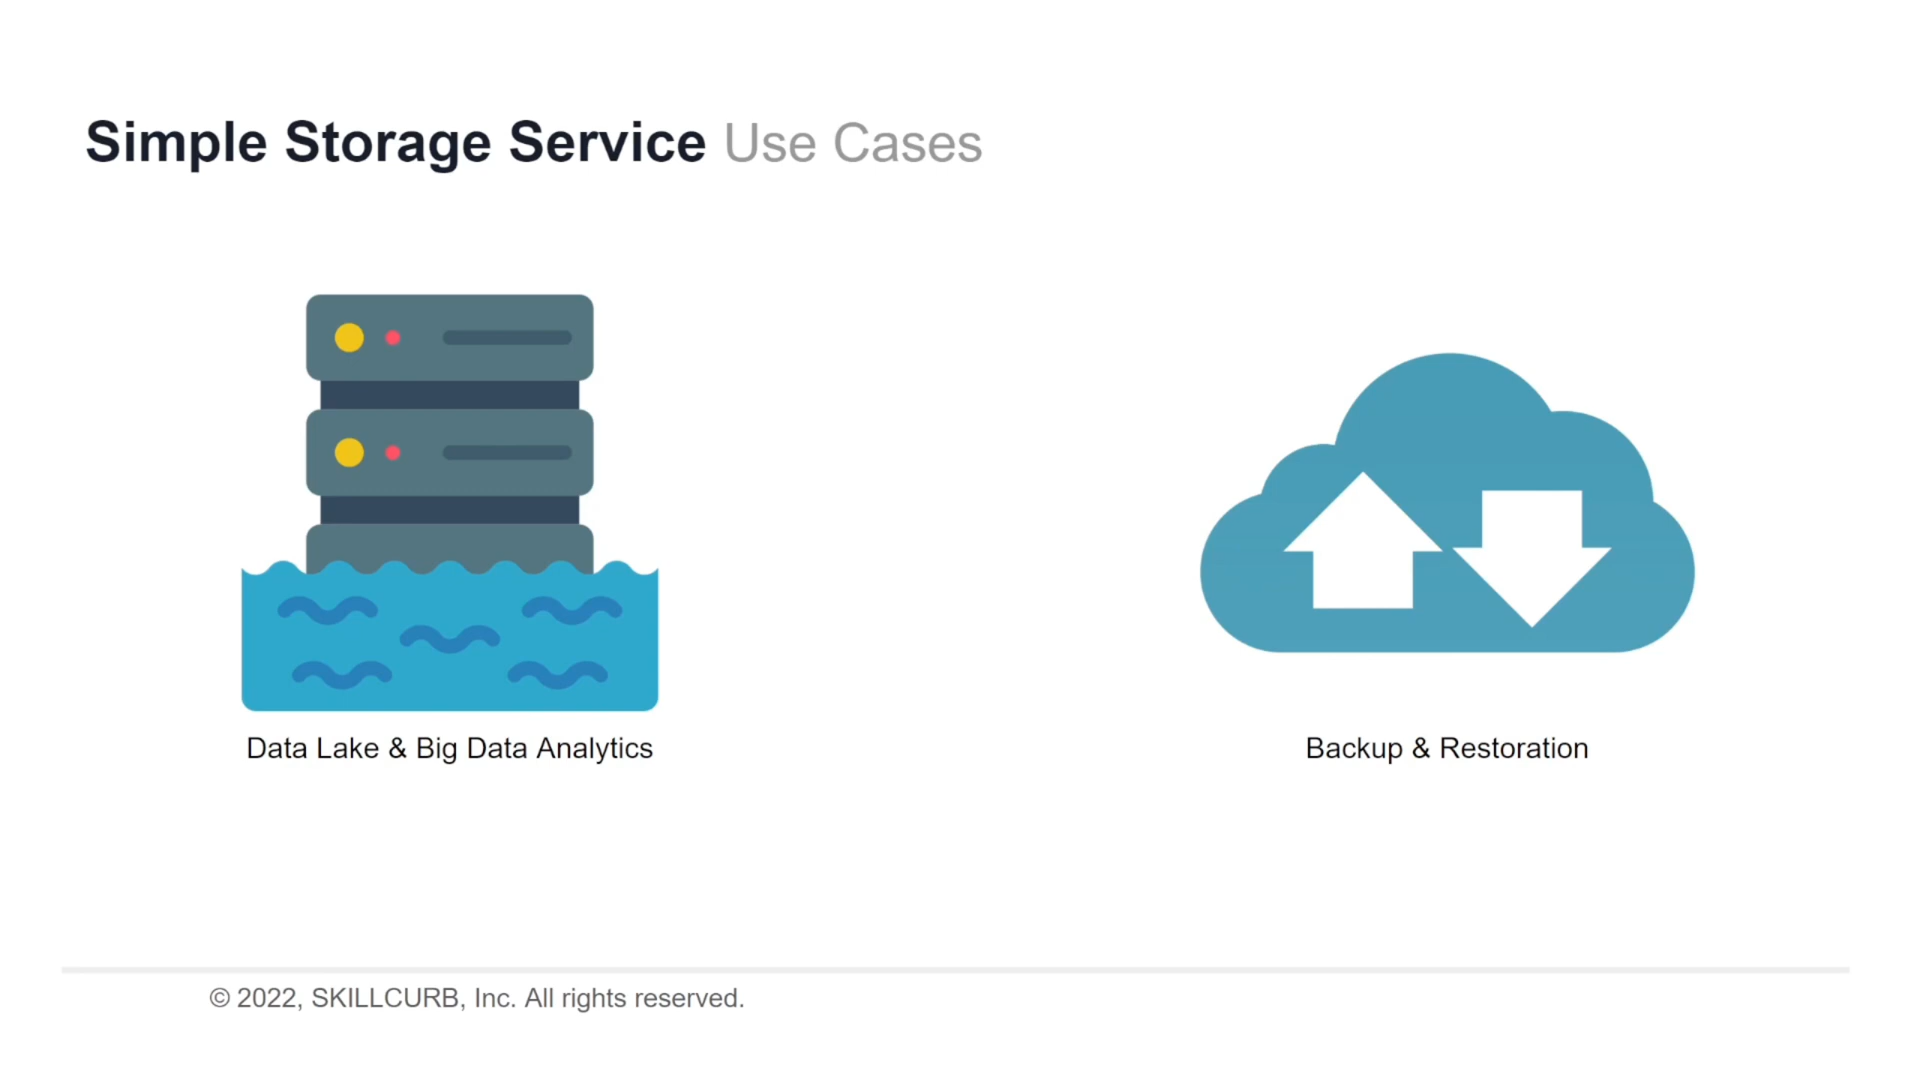 Simple Storage Service Use Cases
Data Lake & Big Data Analytics
Backup & Restoration
© 2022, SKILLCURB, Inc. All rights reserved.